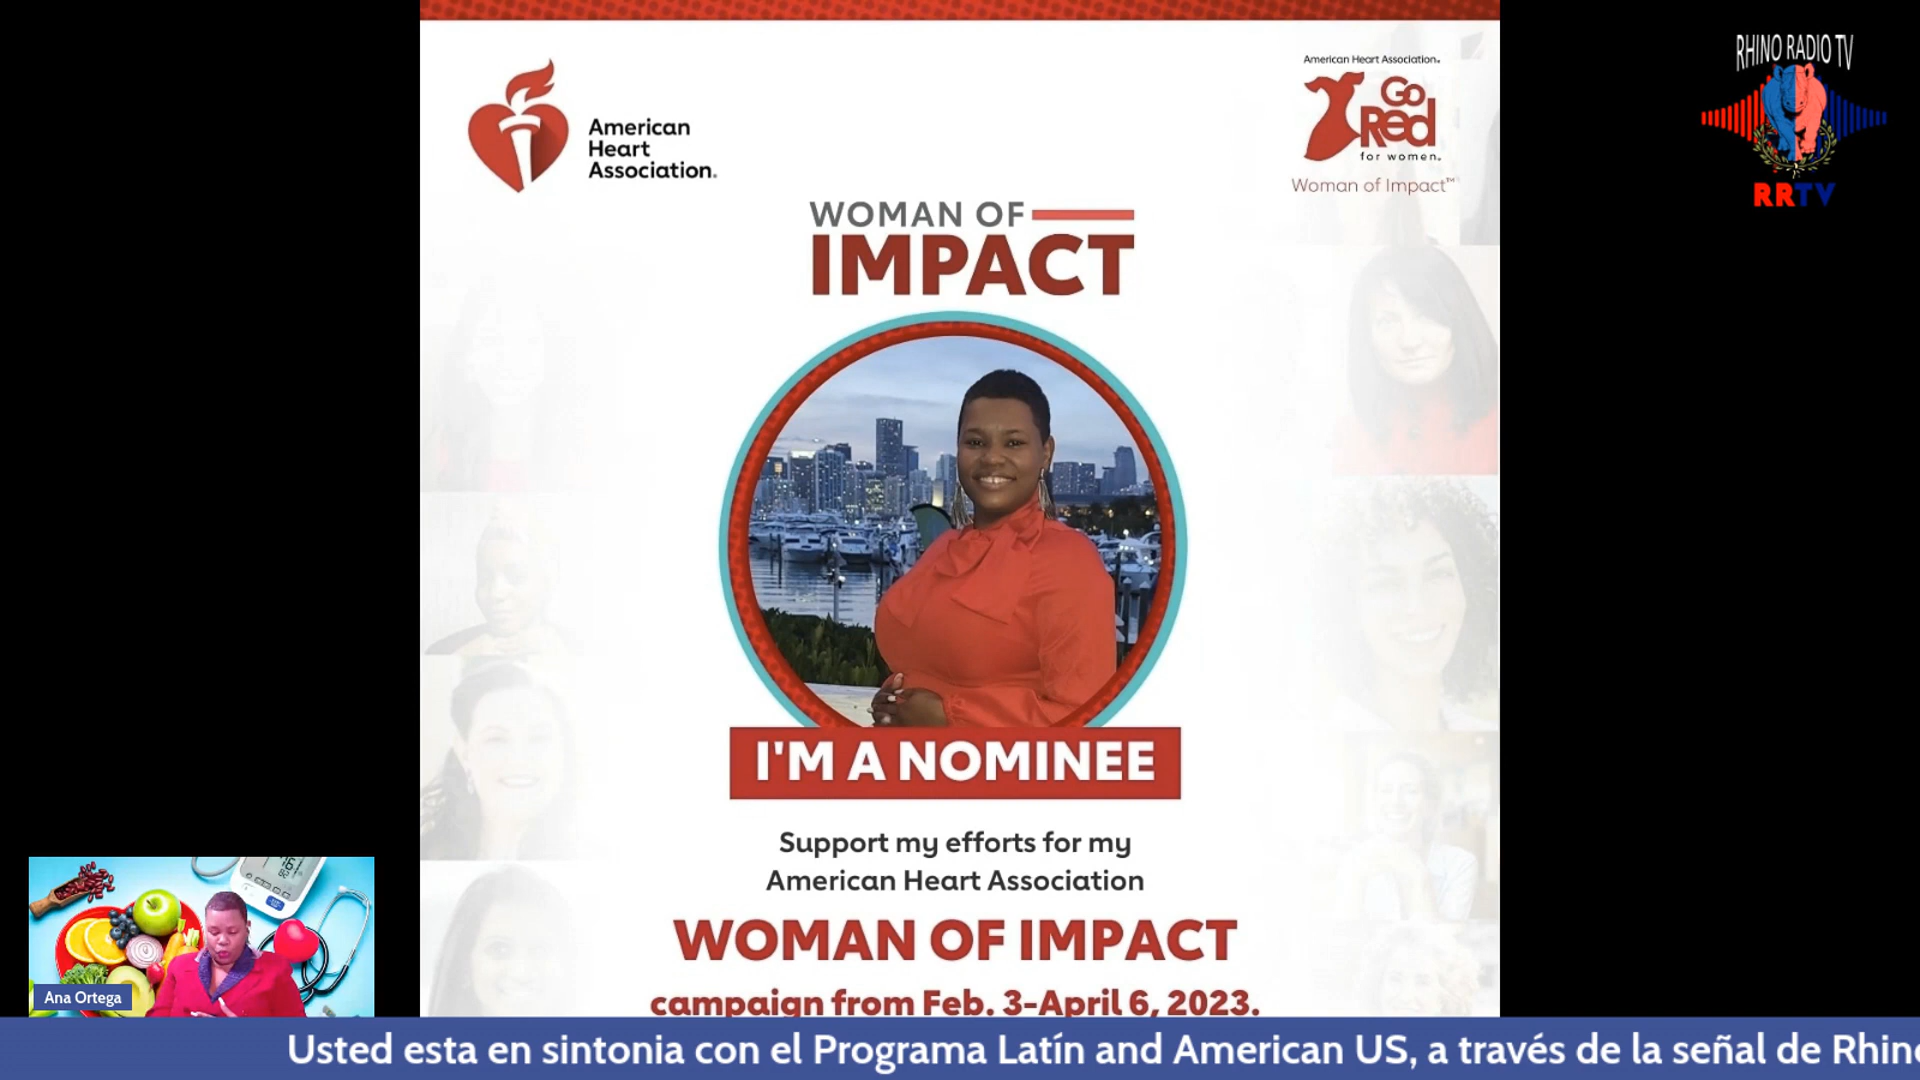 American
Heart
Association.
American Heart Association.
Go
Red
for women.
Woman of Impact™
RHINO RADIO TV
RRTV
WOMAN OF
IMPACT
I'M A NOMINEE
Support my efforts for my
American Heart Association
WOMAN OF IMPACT
campaign from Feb. 3-April 6, 2023.
Ana Ortega
Usted esta en sintonia con el Programa Latín and American US, a través de la señal de Rhino